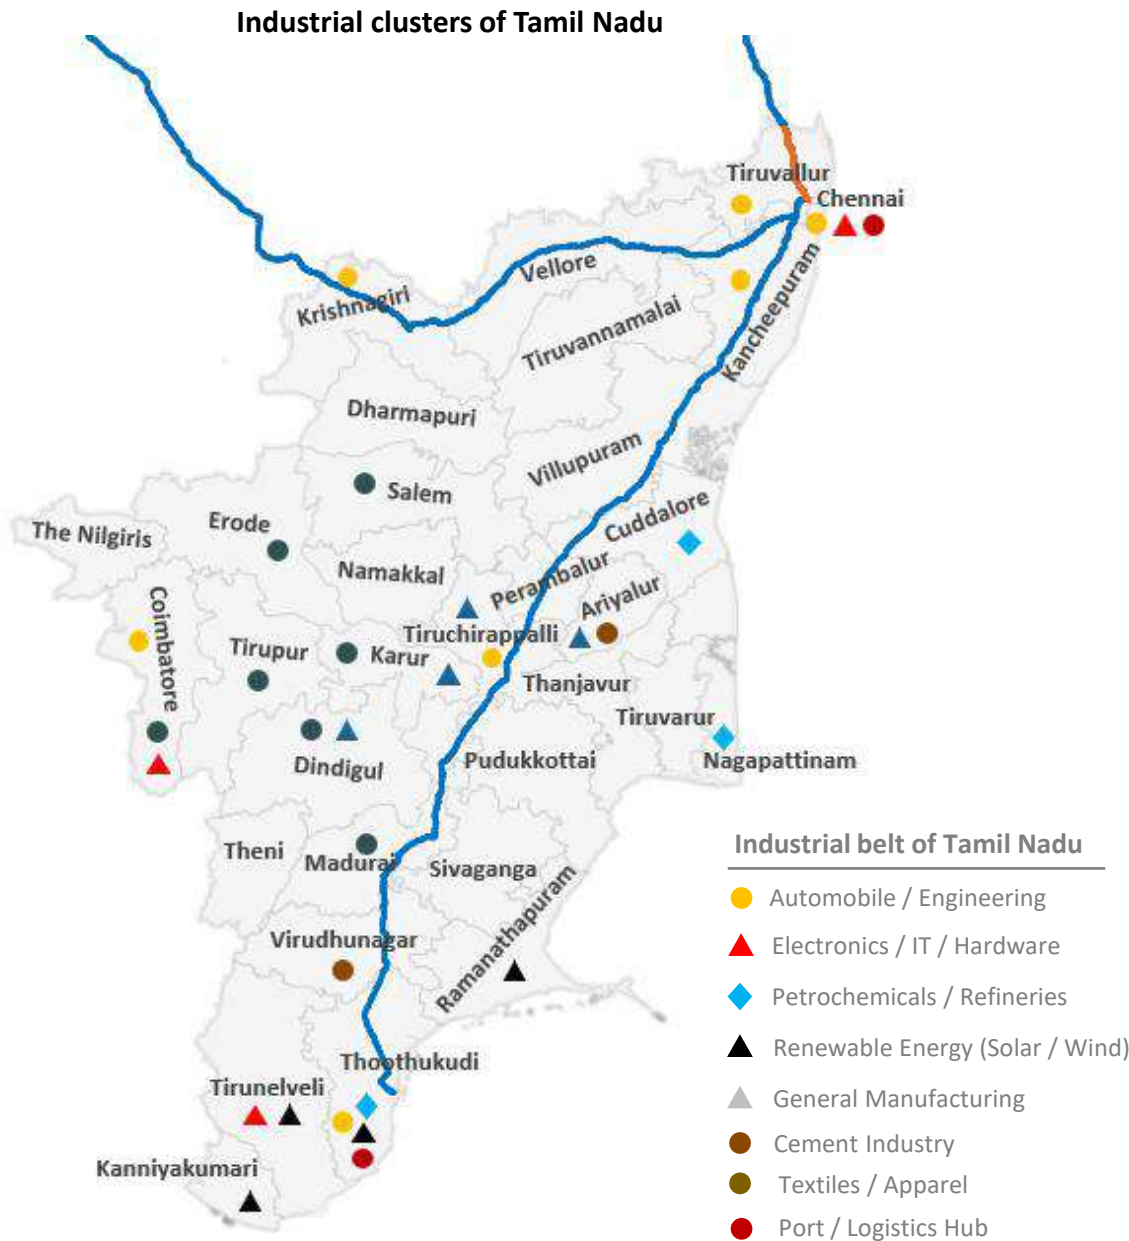 Industrial clusters of Tamil Nadu
Tiruvallur
Chennai
Kancheepuram
Vellore
Krishnagiri
Tiruvannamalai
Dharmapuri
Villupuram
Salem
Cuddalore
Erode
The Nilgiris
Namakkal
Perambalur
Ariyalur
Coimbatore
Tiruchirappalli
Tirupur
Karur
Thanjavur
Tiruvarur
Pudukkottai
Nagapattinam
Dindigul
Theni
Madurai
Sivaganga
Ramanathapuram
Virudhunagar
Thoothukudi
Tirunelveli
Kanniyakumari
Industrial belt of Tamil Nadu
Automobile / Engineering
Electronics / IT / Hardware
Petrochemicals / Refineries
Renewable Energy (Solar / Wind)
General Manufacturing
Cement Industry
Textiles / Apparel
Port / Logistics Hub